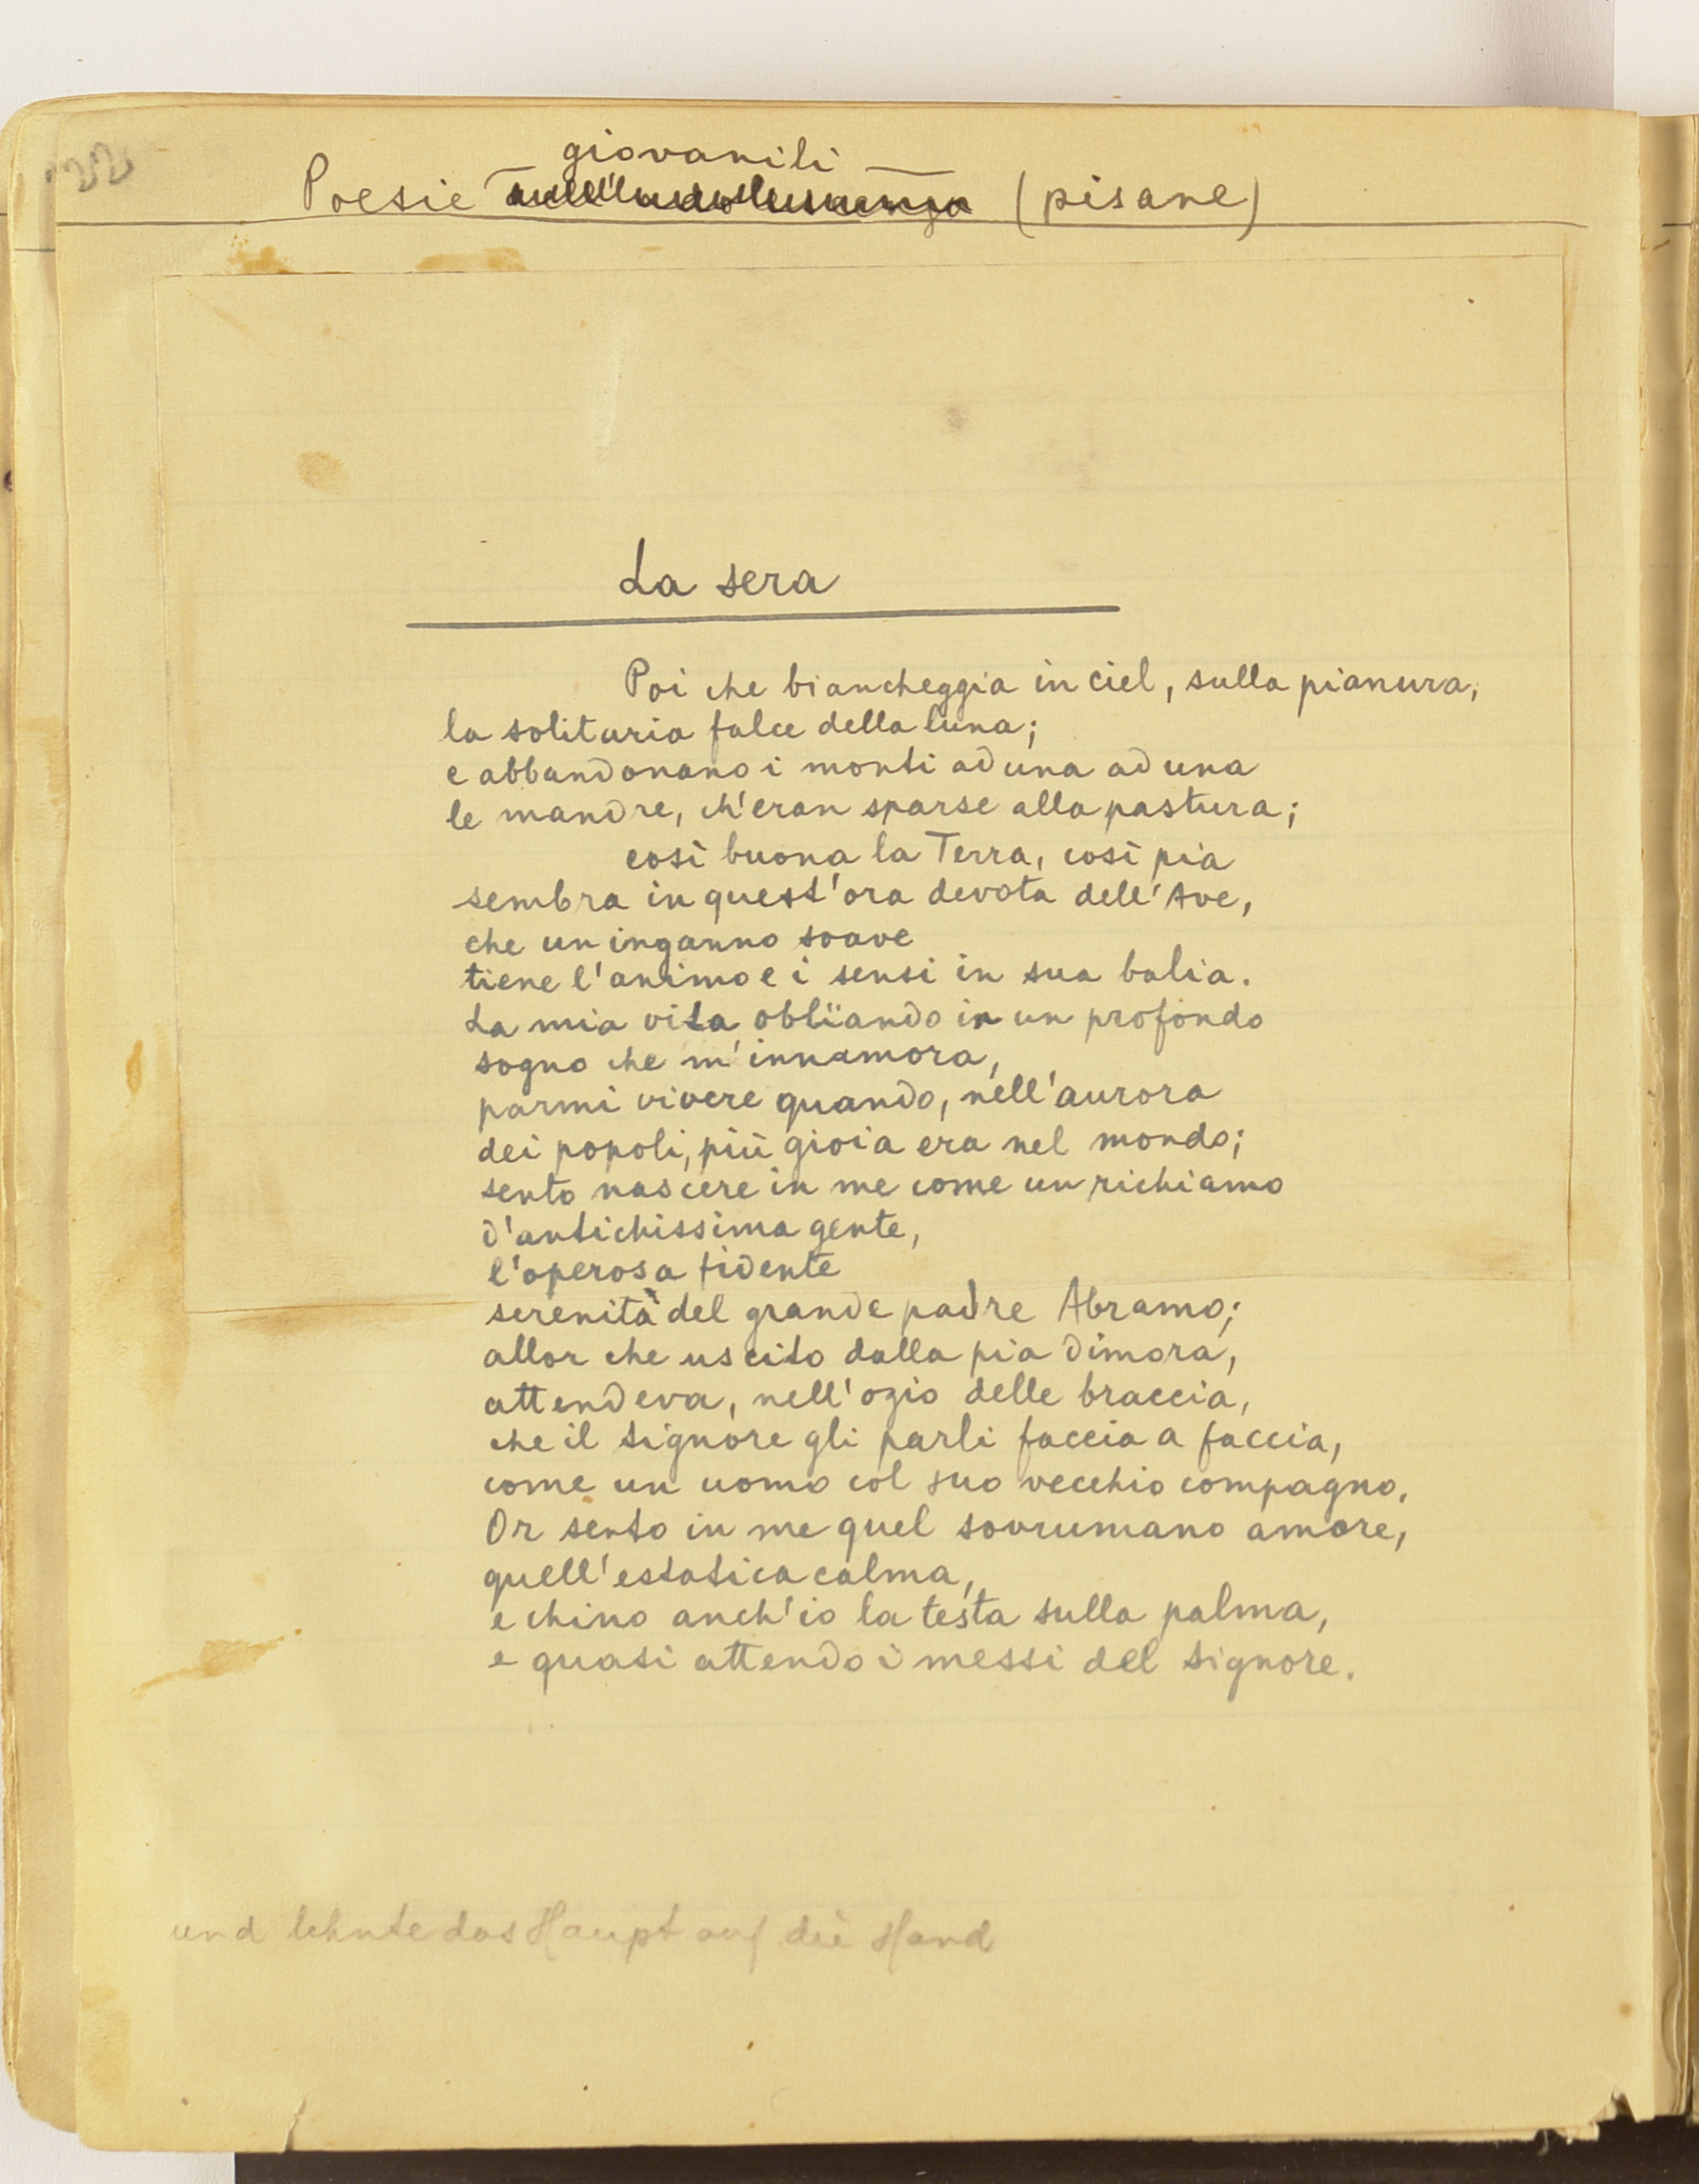 22
giovanili
Poesie dell'adolescenza (pisane)
La sera
Poi che biancheggia in ciel, sulla pianura,
la solitaria falce della luna;
e abbandonano i monti ad una ad una
le mandre, ch'eran sparse alla pastura;
così buona la Terra, così pia
sembra in quest'ora devota dell'Ave,
che un inganno soave
tiene l'animo e i sensi in sua balia.
La mia vita oblïando in un profondo
sogno che m'innamora,
parmi vivere quando, nell'aurora
dei popoli, più gioia era nel mondo;
sento nascere in me come un richiamo
d'antichissima gente,
l'operosa fidente
serenità del grande padre Abramo;
allor che uscito dalla pia dimora,
attendeva, nell'ozio delle braccia,
che il Signore gli parli faccia a faccia,
come un uomo col suo vecchio compagno.
Or sento in me quel sovrumano amore,
quell'estatica calma,
e chino anch'io la testa sulla palma,
e quasi attendo i messi del Signore.
und lehnte das Haupt auf die Hand